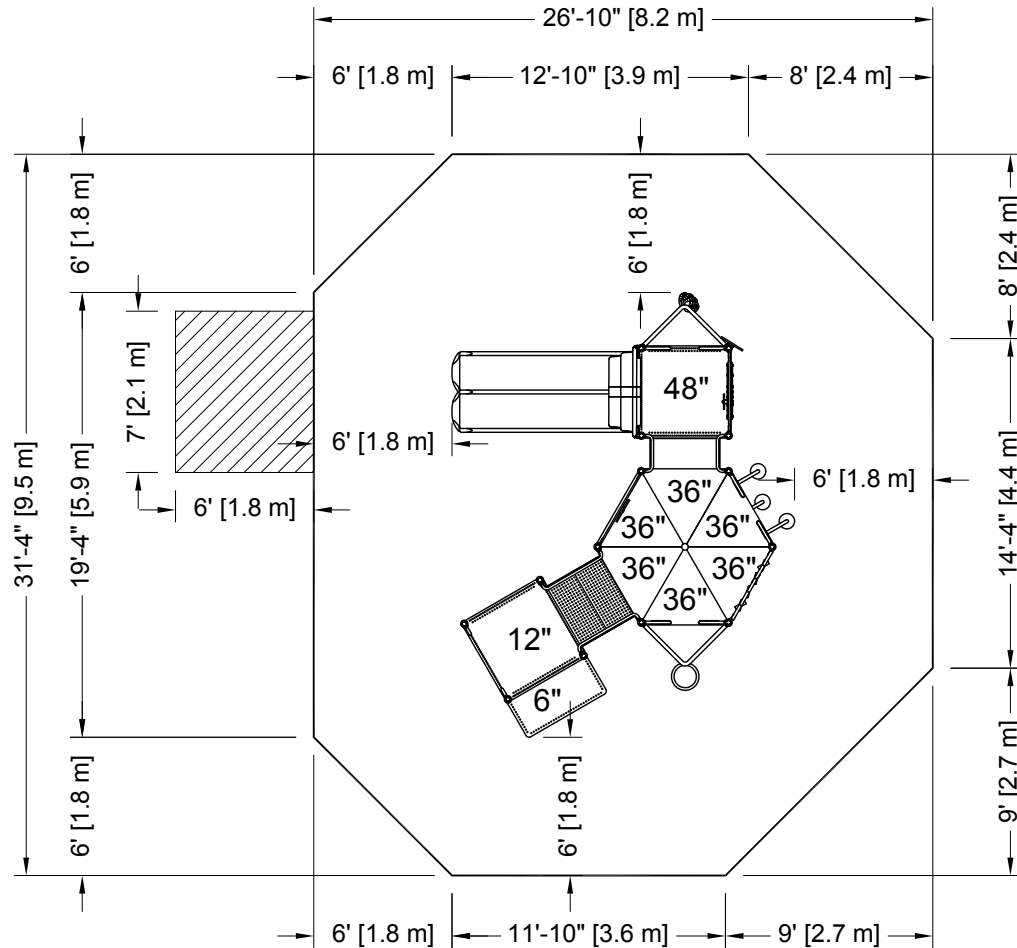 26'-10" [8.2 m]
6' [1.8 m]
12'-10" [3.9 m]
8' [2.4 m]
6' [1.8 m]
6' [1.8 m]
8' [2.4 m]
31'-4" [9.5 m]
19'-4" [5.9 m]
7' [2.1 m]
6' [1.8 m]
6' [1.8 m]
48"
36"
36"
36"
36"
36"
36"
12"
6"
6' [1.8 m]
14'-4" [4.4 m]
6' [1.8 m]
6' [1.8 m]
9' [2.7 m]
6' [1.8 m]
11'-10" [3.6 m]
9' [2.7 m]